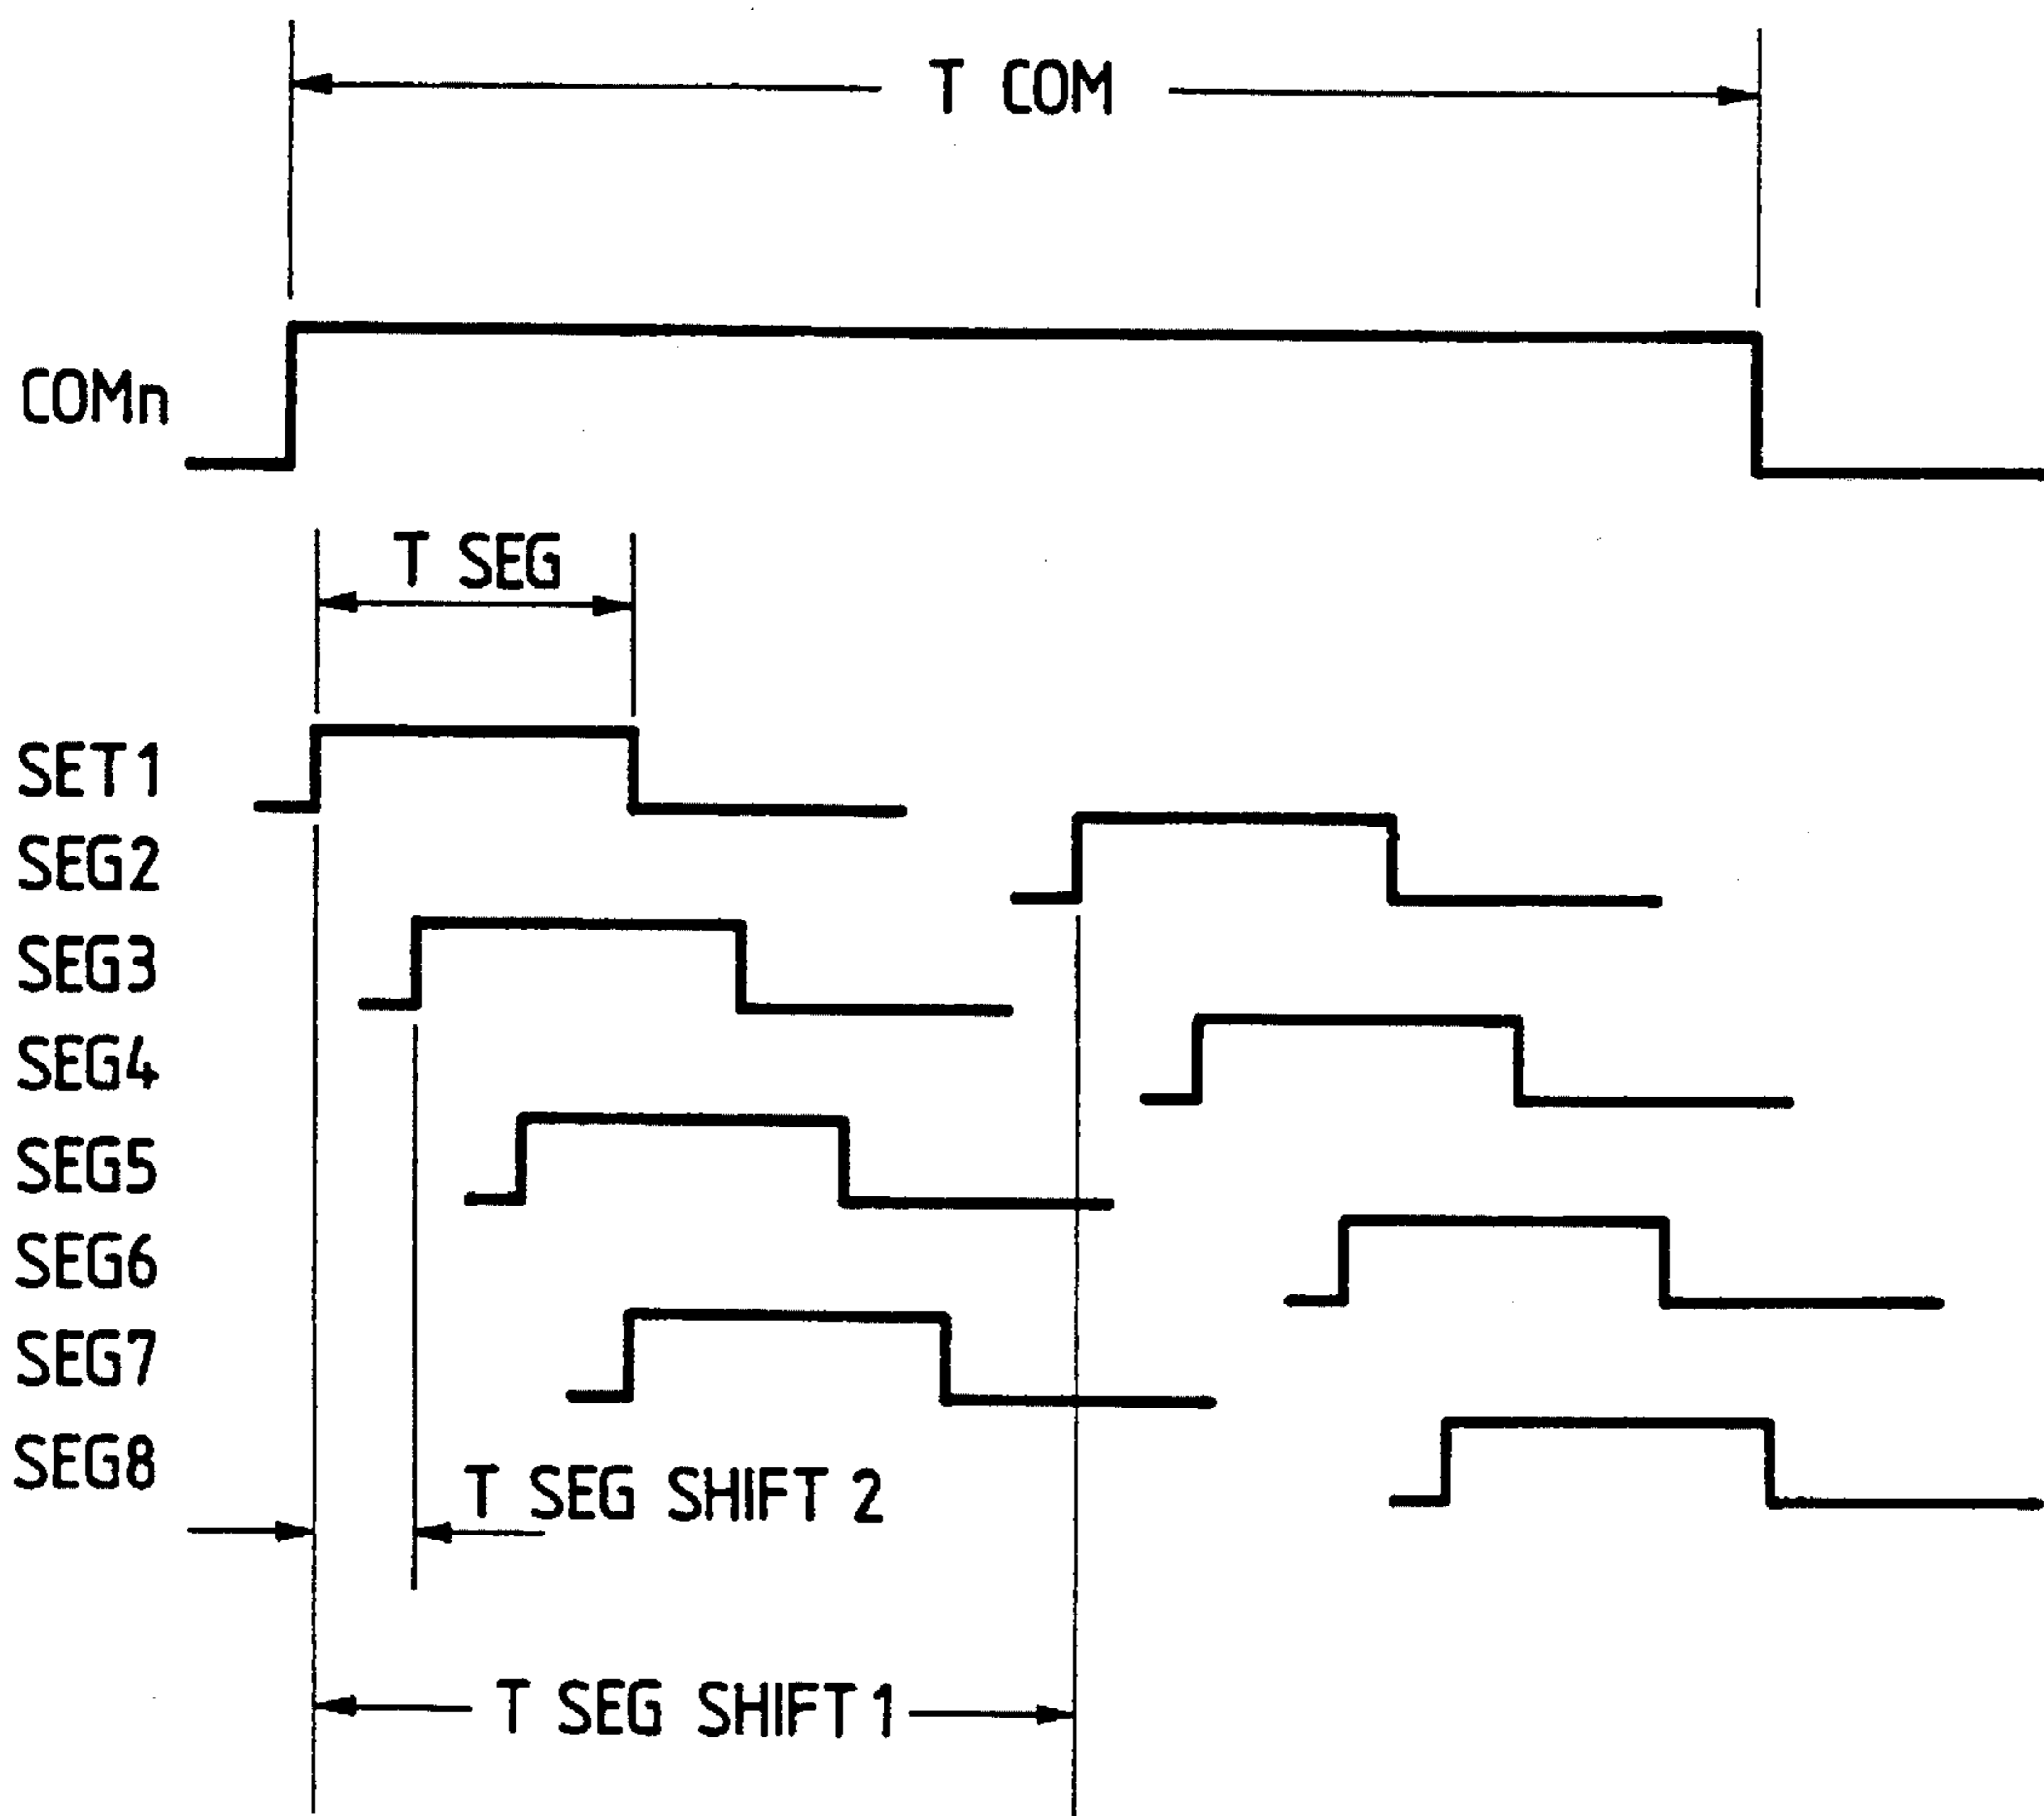 T COM
COMn
T SEG
SET1
SEG2
SEG3
SEG4
SEG5
SEG6
SEG7
SEG8
T SEG SHIFT 2
T SEG SHIFT 1